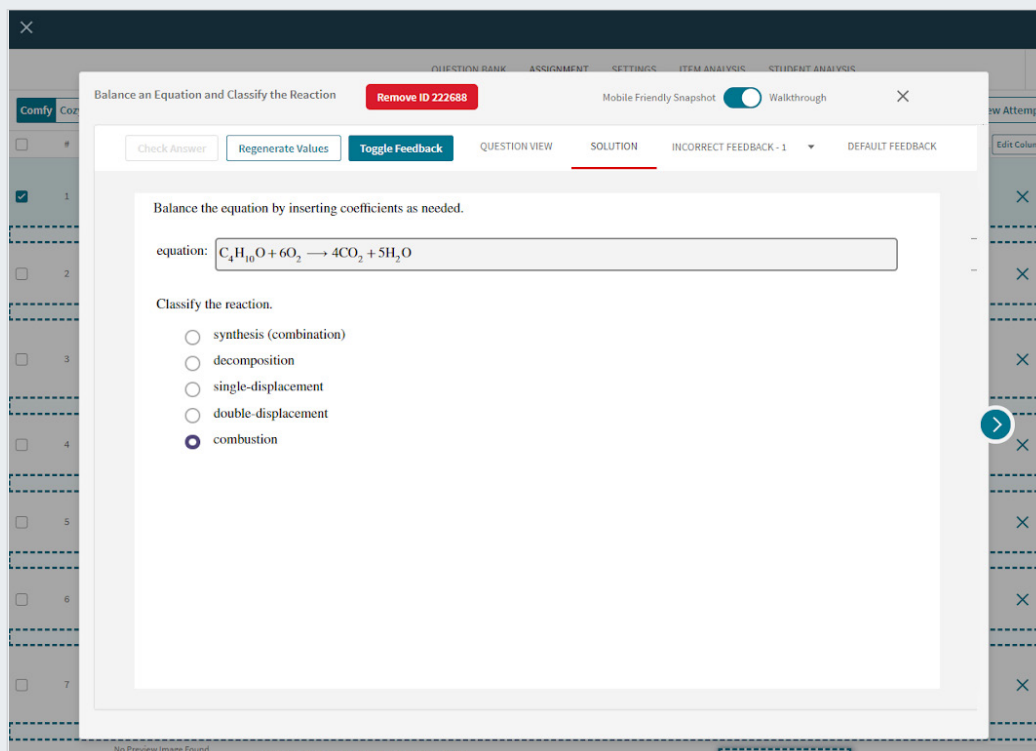 QUESTION BANK ASSIGNMENT SETTINGS ITEM ANALYSIS STUDENT ANALYSIS
Balance an Equation and Classify the Reaction Remove ID 222688 Mobile Friendly Snapshot Walkthrough
Comfy
#
Check Answer Regenerate Values Toggle Feedback QUESTION VIEW SOLUTION INCORRECT FEEDBACK - 1 DEFAULT FEEDBACK
1
Balance the equation by inserting coefficients as needed.
equation: C₄H₁₀O + 6O₂ ⟶ 4CO₂ + 5H₂O
2
Classify the reaction.
synthesis (combination)
3
decomposition
single-displacement
double-displacement
4
combustion
5
6
7
No Preview Image Found